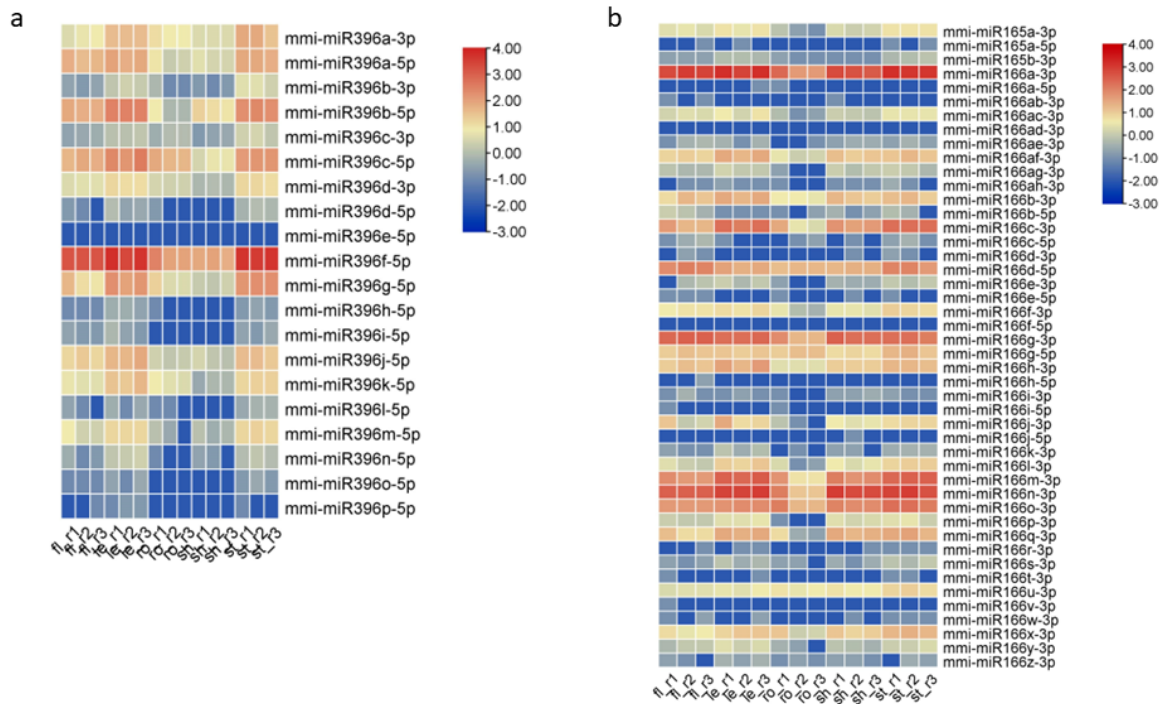 a
mmi-miR396a-3p
mmi-miR396a-5p
mmi-miR396b-3p
mmi-miR396b-5p
mmi-miR396c-3p
mmi-miR396c-5p
mmi-miR396d-3p
mmi-miR396d-5p
mmi-miR396e-5p
mmi-miR396f-5p
mmi-miR396g-5p
mmi-miR396h-5p
mmi-miR396i-5p
mmi-miR396j-5p
mmi-miR396k-5p
mmi-miR396l-5p
mmi-miR396m-5p
mmi-miR396n-5p
mmi-miR396o-5p
mmi-miR396p-5p
fl_r1
fl_r2
fl_r3
le_r1
le_r2
le_r3
ro_r1
ro_r2
ro_r3
sh_r1
sh_r2
sh_r3
st_r1
st_r2
st_r3
4.00
3.00
2.00
1.00
0.00
-1.00
-2.00
-3.00
b
mmi-miR165a-3p
mmi-miR165a-5p
mmi-miR165b-3p
mmi-miR166a-3p
mmi-miR166a-5p
mmi-miR166ab-3p
mmi-miR166ac-3p
mmi-miR166ad-3p
mmi-miR166ae-3p
mmi-miR166af-3p
mmi-miR166ag-3p
mmi-miR166ah-3p
mmi-miR166b-3p
mmi-miR166b-5p
mmi-miR166c-3p
mmi-miR166c-5p
mmi-miR166d-3p
mmi-miR166d-5p
mmi-miR166e-3p
mmi-miR166e-5p
mmi-miR166f-3p
mmi-miR166f-5p
mmi-miR166g-3p
mmi-miR166g-5p
mmi-miR166h-3p
mmi-miR166h-5p
mmi-miR166i-3p
mmi-miR166i-5p
mmi-miR166j-3p
mmi-miR166j-5p
mmi-miR166k-3p
mmi-miR166l-3p
mmi-miR166m-3p
mmi-miR166n-3p
mmi-miR166o-3p
mmi-miR166p-3p
mmi-miR166q-3p
mmi-miR166r-3p
mmi-miR166s-3p
mmi-miR166t-3p
mmi-miR166u-3p
mmi-miR166v-3p
mmi-miR166w-3p
mmi-miR166x-3p
mmi-miR166y-3p
mmi-miR166z-3p
fl_r1
fl_r2
fl_r3
le_r1
le_r2
le_r3
ro_r1
ro_r2
ro_r3
sh_r1
sh_r2
sh_r3
st_r1
st_r2
st_r3
4.00
3.00
2.00
1.00
0.00
-1.00
-2.00
-3.00